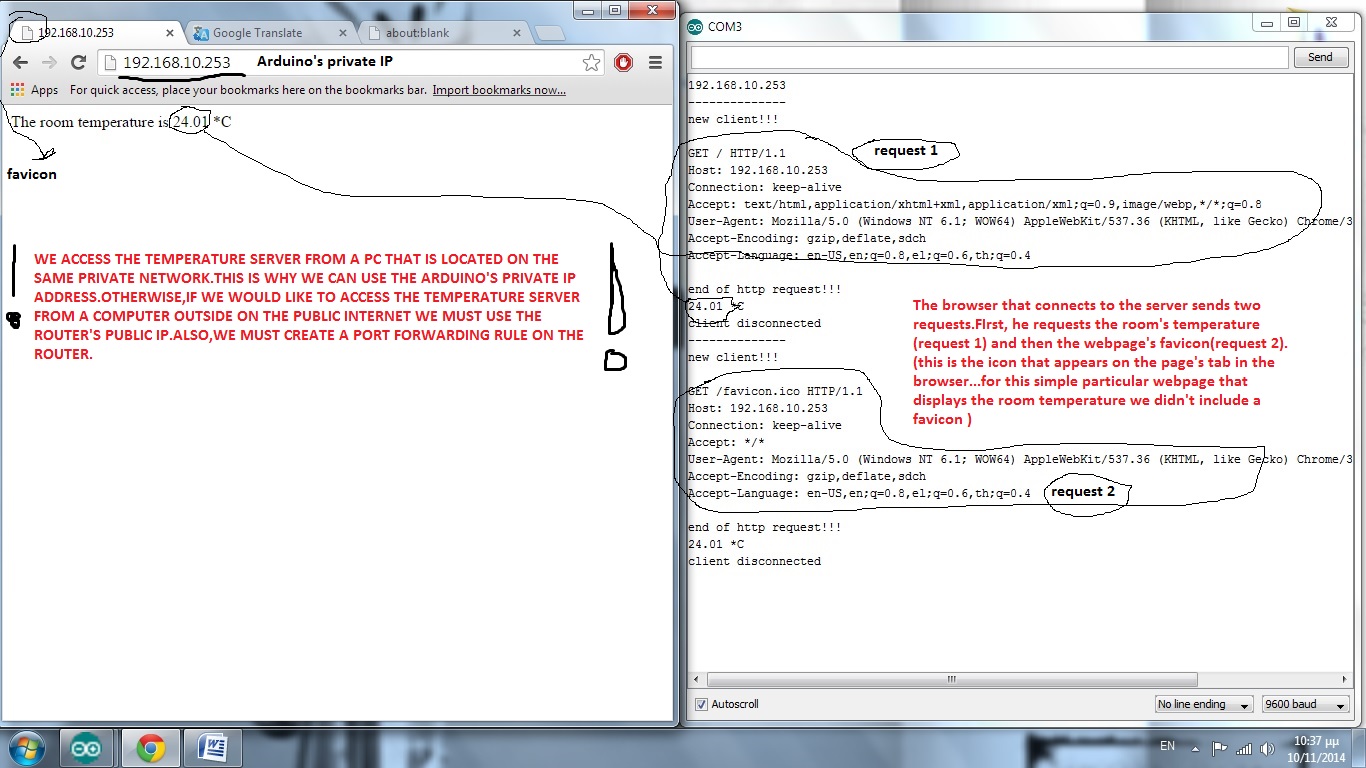 192.168.10.253
Google Translate
about:blank
192.168.10.253 Arduino's private IP
Apps For quick access, place your bookmarks here on the bookmarks bar. Import bookmarks now...
The room temperature is 24.01 *C
favicon
WE ACCESS THE TEMPERATURE SERVER FROM A PC THAT IS LOCATED ON THE
SAME PRIVATE NETWORK.THIS IS WHY WE CAN USE THE ARDUINO'S PRIVATE IP
ADDRESS.OTHERWISE,IF WE WOULD LIKE TO ACCESS THE TEMPERATURE SERVER
FROM A COMPUTER OUTSIDE ON THE PUBLIC INTERNET WE MUST USE THE
ROUTER'S PUBLIC IP.ALSO,WE MUST CREATE A PORT FORWARDING RULE ON THE
ROUTER.
COM3
Send
192.168.10.253
--------------
new client!!!
GET / HTTP/1.1
request 1
Host: 192.168.10.253
Connection: keep-alive
Accept: text/html,application/xhtml+xml,application/xml;q=0.9,image/webp,*/*;q=0.8
User-Agent: Mozilla/5.0 (Windows NT 6.1; WOW64) AppleWebKit/537.36 (KHTML, like Gecko) Chrome/3
Accept-Encoding: gzip,deflate,sdch
Accept-Language: en-US,en;q=0.8,el;q=0.6,th;q=0.4
end of http request!!!
24.01 *C
client disconnected
--------------
new client!!!
The browser that connects to the server sends two
requests.FIrst, he requests the room's temperature
(request 1) and then the webpage's favicon(request 2).
(this is the icon that appears on the page's tab in the
browser...for this simple particular webpage that
displays the room temperature we didn't include a
favicon )
GET /favicon.ico HTTP/1.1
Host: 192.168.10.253
Connection: keep-alive
Accept: */*
User-Agent: Mozilla/5.0 (Windows NT 6.1; WOW64) AppleWebKit/537.36 (KHTML, like Gecko) Chrome/3
Accept-Encoding: gzip,deflate,sdch
Accept-Language: en-US,en;q=0.8,el;q=0.6,th;q=0.4
request 2
end of http request!!!
24.01 *C
client disconnected
Autoscroll
No line ending
9600 baud
EN
10:37 μμ
10/11/2014